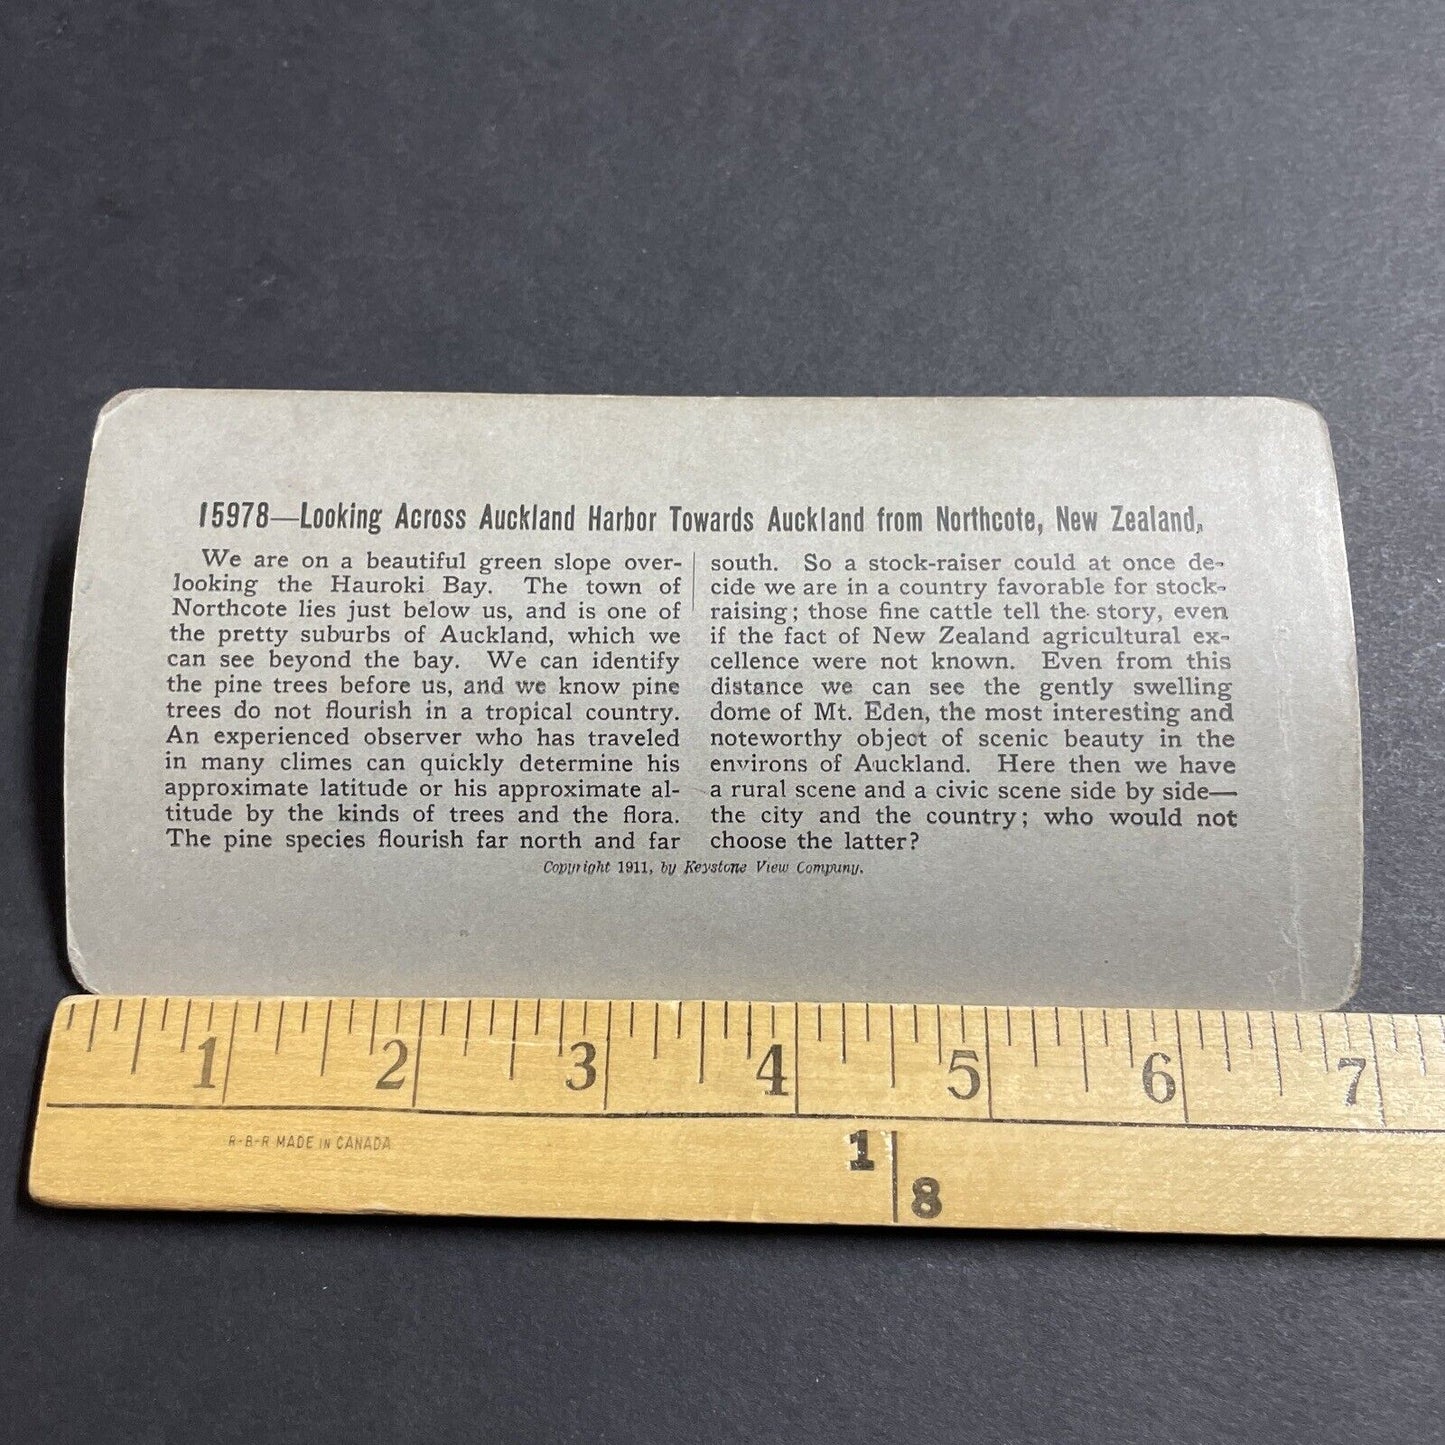 15978—Looking Across Auckland Harbor Towards Auckland from Northcote, New Zealand,
We are on a beautiful green slope over-
looking the Hauroki Bay. The town of
Northcote lies just below us, and is one of
the pretty suburbs of Auckland, which we
can see beyond the bay. We can identify
the pine trees before us, and we know pine
trees do not flourish in a tropical country.
An experienced observer who has traveled
in many climes can quickly determine his
approximate latitude or his approximate al-
titude by the kinds of trees and the flora.
The pine species flourish far north and far
south. So a stock-raiser could at once de-
cide we are in a country favorable for stock-
raising; those fine cattle tell the story, even
if the fact of New Zealand agricultural ex-
cellence were not known. Even from this
distance we can see the gently swelling
dome of Mt. Eden, the most interesting and
noteworthy object of scenic beauty in the
environs of Auckland. Here then we have
a rural scene and a civic scene side by side—
the city and the country; who would not
choose the latter?
Copyright 1911, by Keystone View Company.
1 2 3 4 5 6 7
R-B-R MADE IN CANADA
1
8